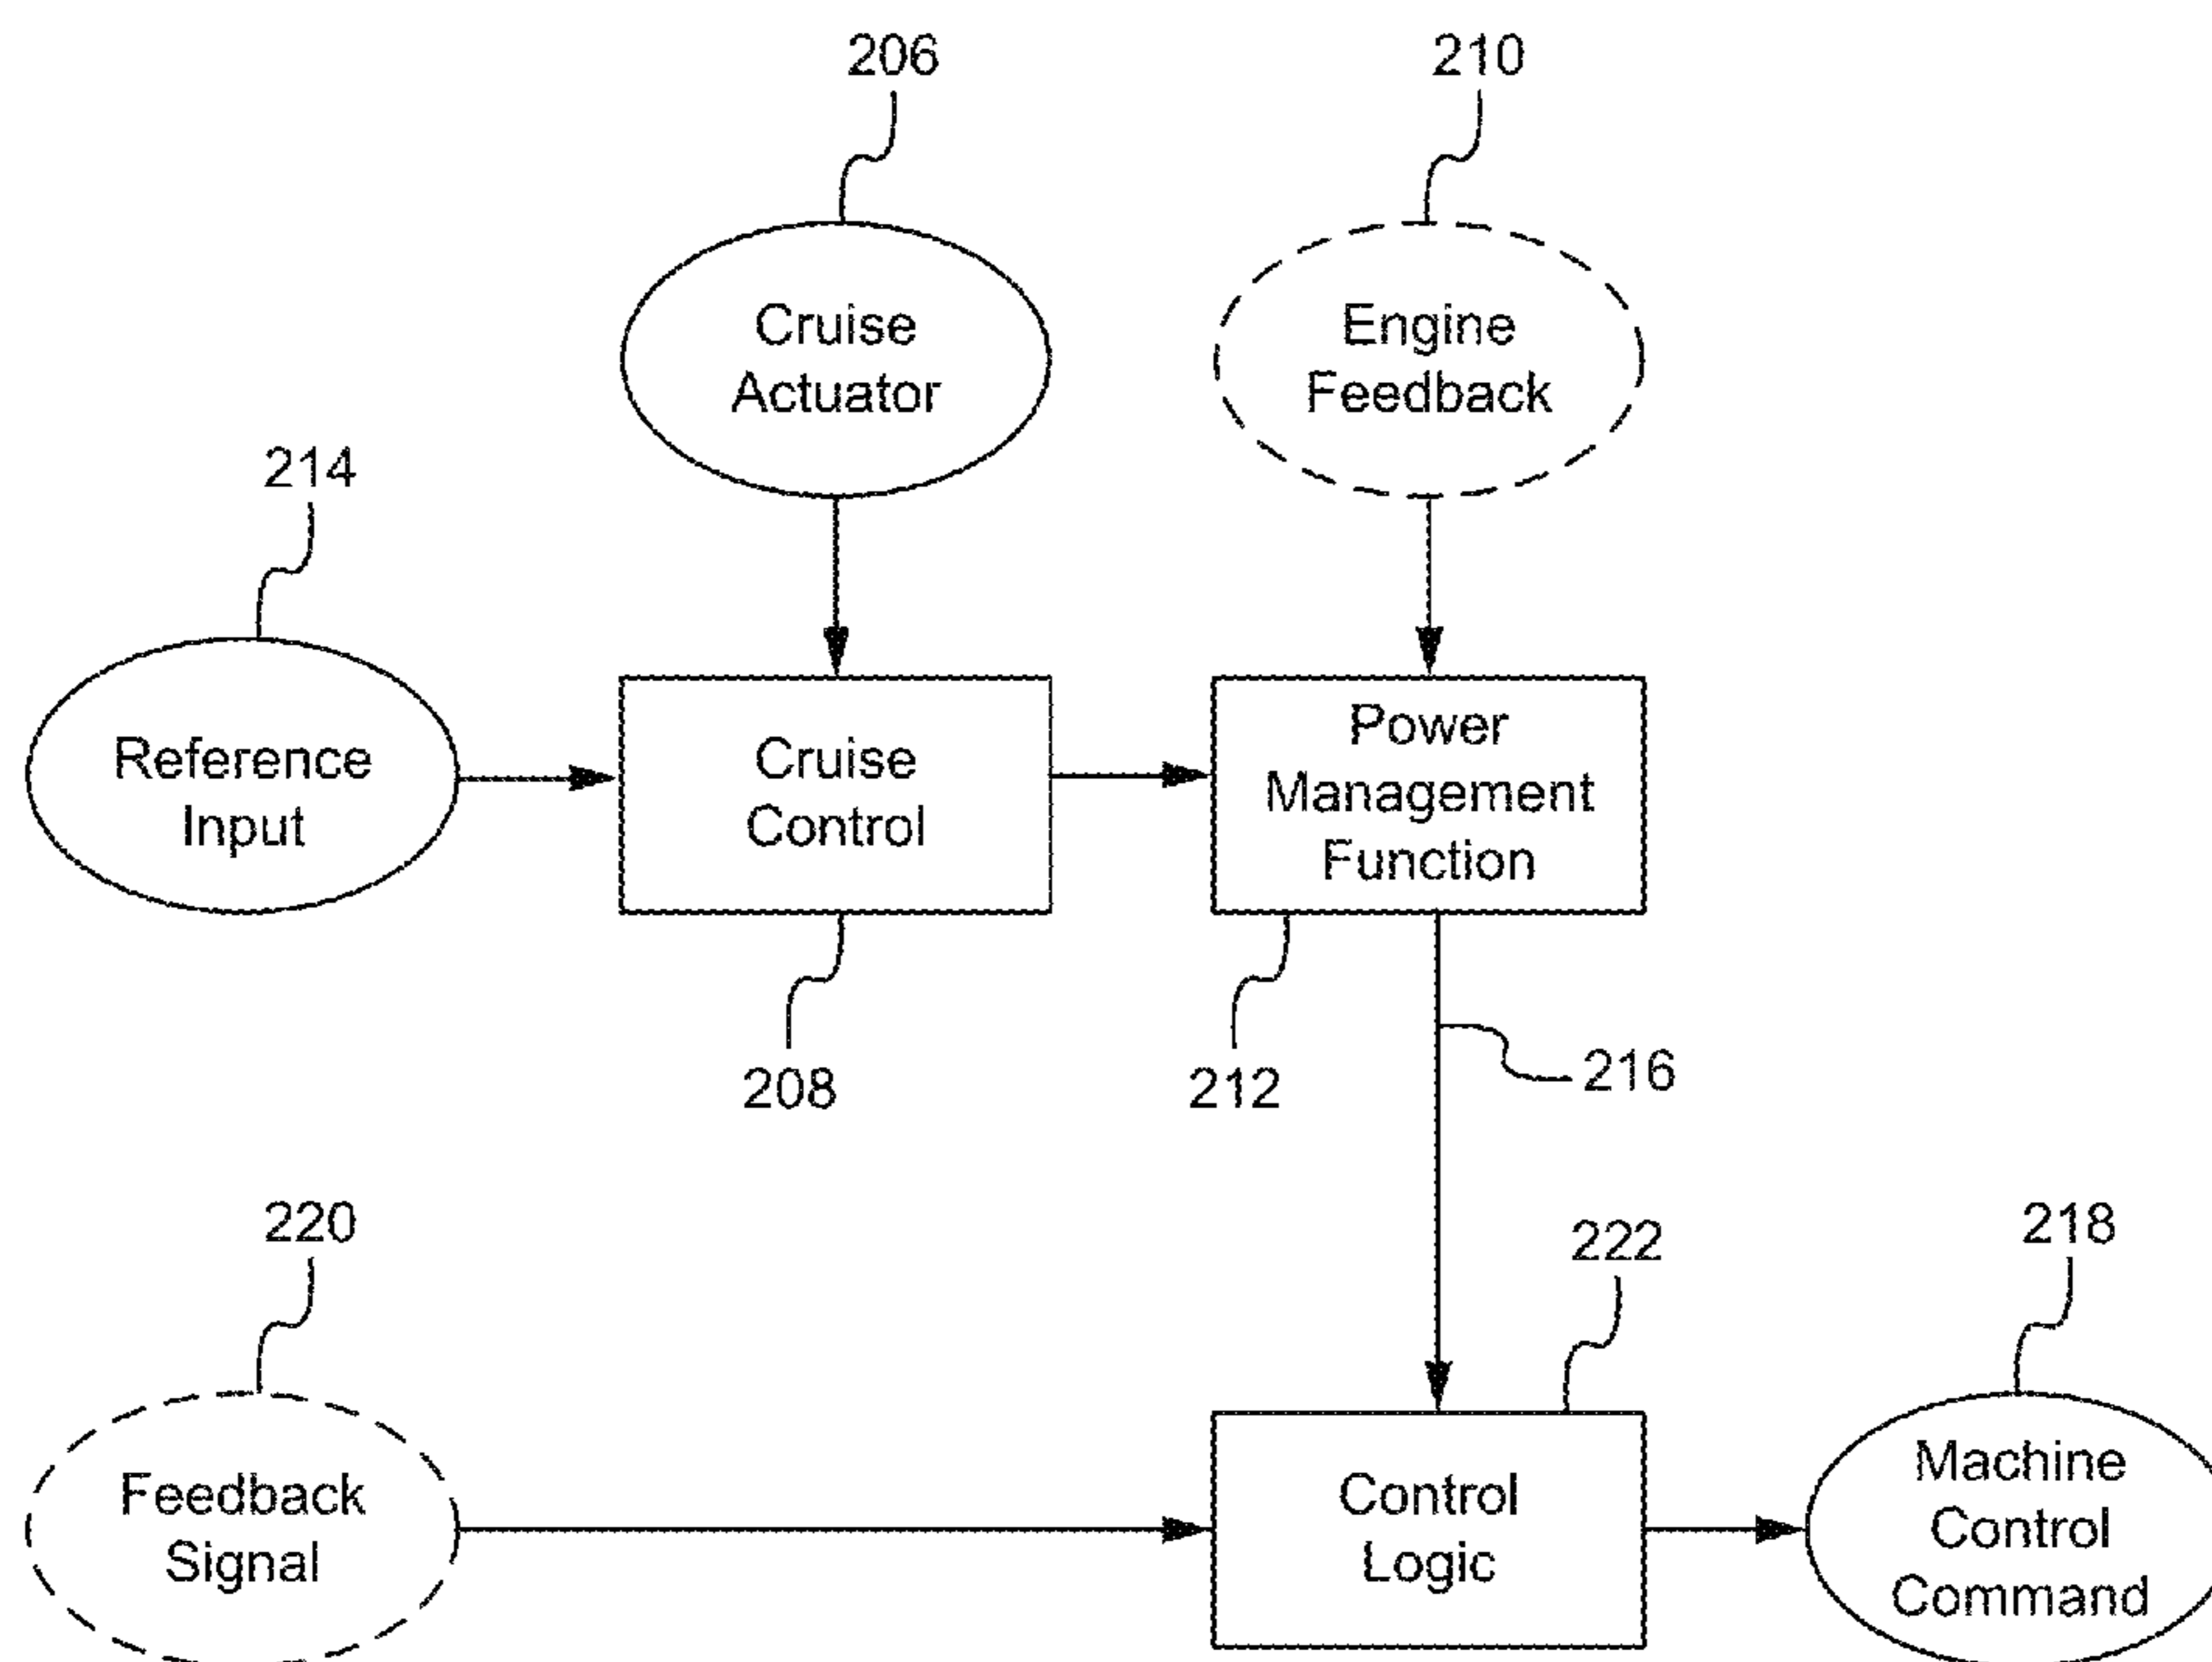 206
210
Cruise
Actuator
Engine
Feedback
214
Reference
Input
Cruise
Control
Power
Management
Function
208
212
216
220
222
218
Feedback
Signal
Control
Logic
Machine
Control
Command